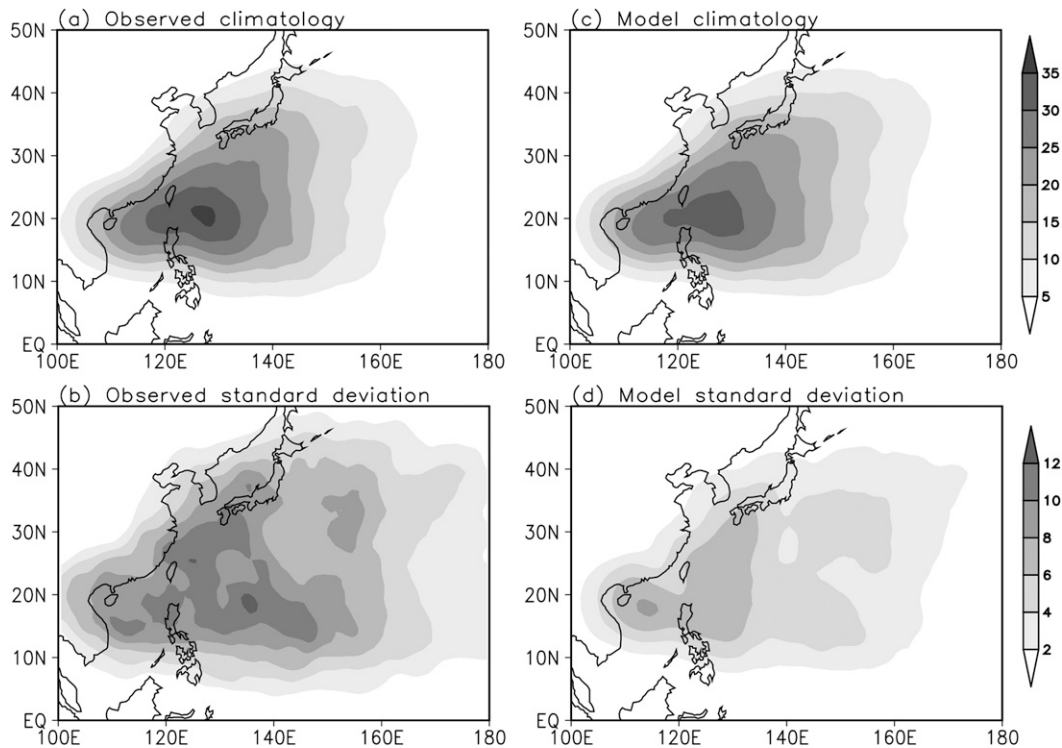 (a) Observed climatology
50N
40N
30N
20N
10N
EQ
100E 120E 140E 160E 180
(c) Model climatology
50N
40N
30N
20N
10N
EQ
100E 120E 140E 160E 180
35
30
25
20
15
10
5
(b) Observed standard deviation
50N
40N
30N
20N
10N
EQ
100E 120E 140E 160E 180
(d) Model standard deviation
50N
40N
30N
20N
10N
EQ
100E 120E 140E 160E 180
12
10
8
6
4
2